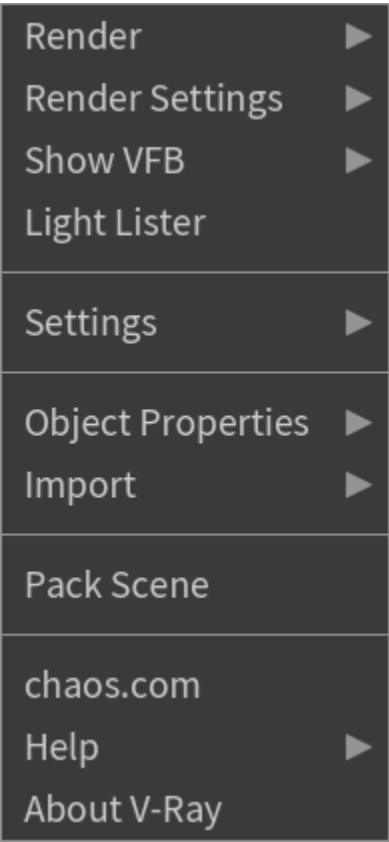 Render
Render Settings
Show VFB
Light Lister
Settings
Object Properties
Import
Pack Scene
chaos.com
Help
About V-Ray